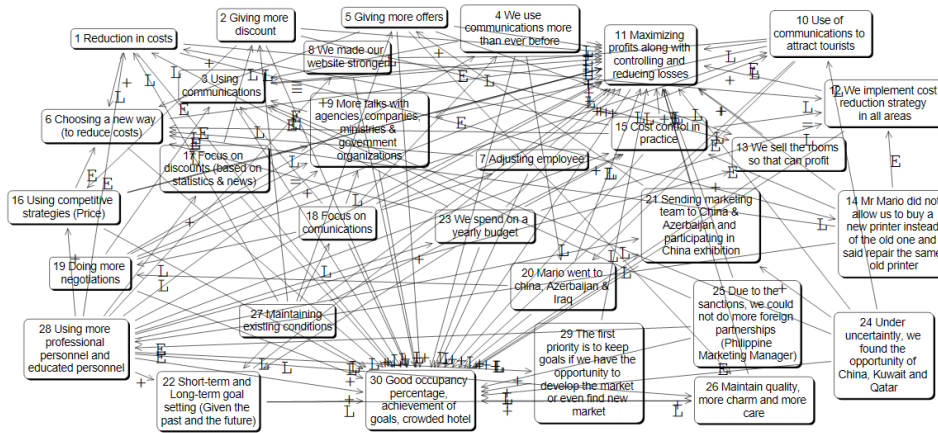 1 Reduction in costs
2 Giving more
discount
5 Giving more offers
4 We use
communications more
than ever before
10 Use of
communications to
attract tourists
11 Maximizing
profits along with
controlling and
reducing losses
8 We made our
website stronger
3 Using
communications
12 We implement cost
reduction strategy
in all areas
6 Choosing a new way
(to reduce costs)
9 More talks with
agencies, companies,
ministries &
government
organizations
15 Cost control in
practice
13 We sell the rooms
so that can profit
17 Focus on
discounts (based on
statistics & news)
7 Adjusting employee
16 Using competitive
strategies (Price)
18 Focus on
comunications
23 We spend on a
yearly budget
21 Sending marketing
team to China &
Azerbaijan and
participating in
China exhibition
14 Mr Mario did not
allow us to buy a
new printer instead
of the old one and
said repair the same
old printer
19 Doing more
negotiations
20 Mario went to
china, Azerbaijan &
Iraq
25 Due to the
sanctions, we could
not do more foreign
partnerships
(Philippine
Marketing Manager)
27 Maintaining
existing conditions
28 Using more
professional
personnel and
educated personnel
29 The first
priority is to keep
goals if we have the
opportunity to
develop the market
or even find new
market
24 Under
uncertaintly, we
found the
opportunity of
China, Kuwait and
Qatar
22 Short-term and
Long-term goal
setting (Given the
past and the future)
30 Good occupancy
percentage,
achievement of
goals, crowded hotel
26 Maintain quality,
more charm and more
care